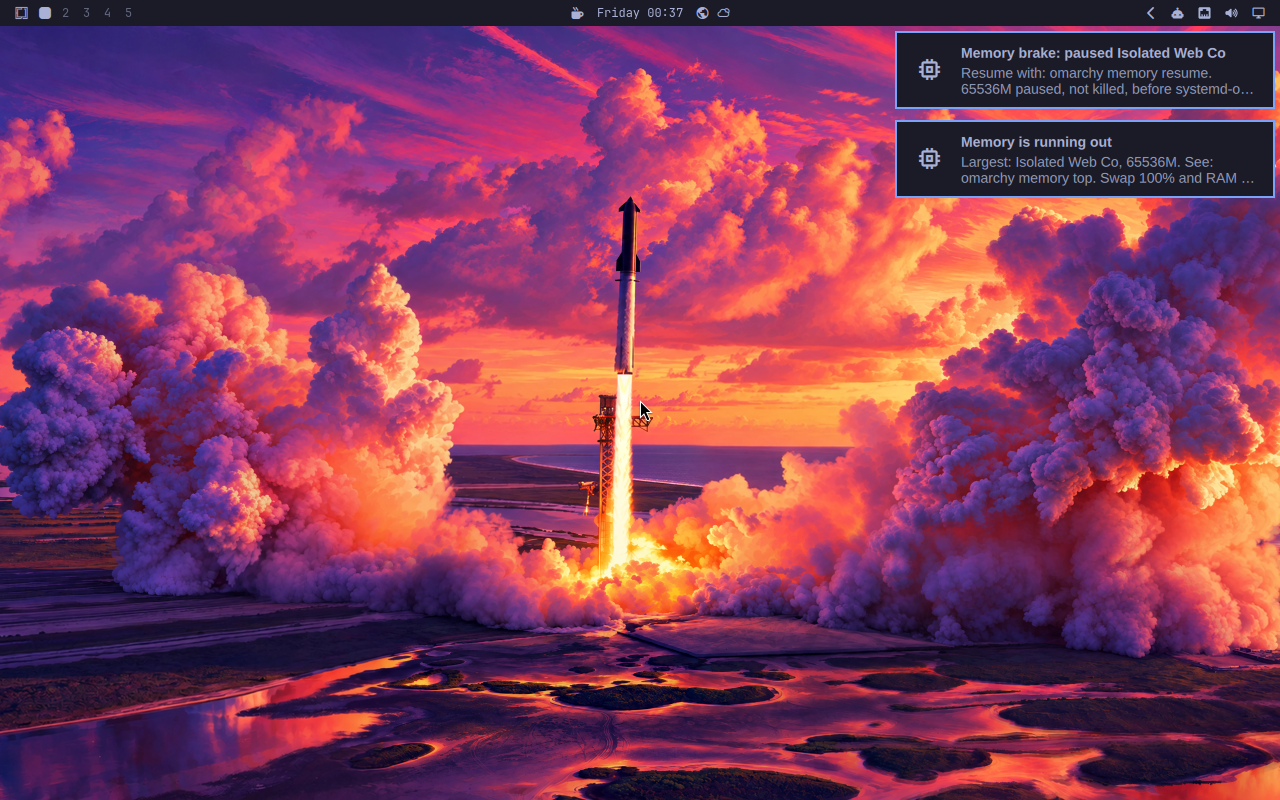 2 3 4 5
Friday 00:37
Memory brake: paused Isolated Web Co
Resume with: omarchy memory resume.
65536M paused, not killed, before systemd-o…
Memory is running out
Largest: Isolated Web Co, 65536M. See:
omarchy memory top. Swap 100% and RAM …